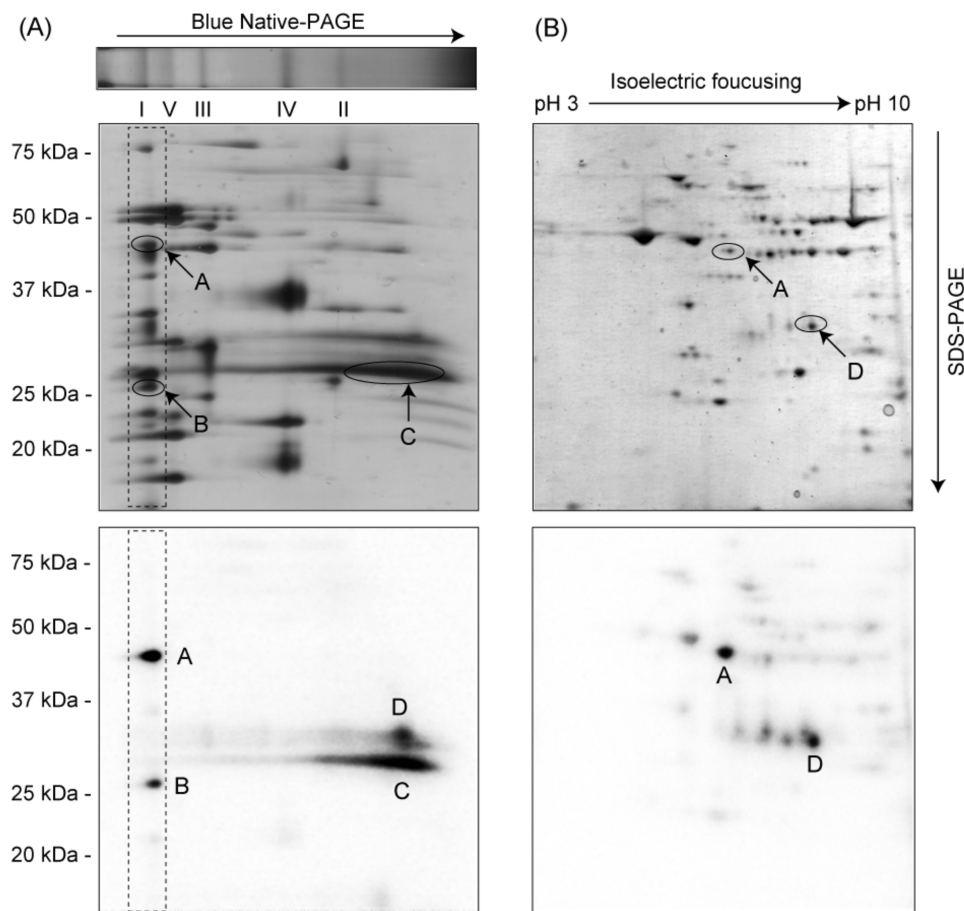 (A)
Blue Native-PAGE
I V III IV II
75 kDa -
50 kDa -
37 kDa -
25 kDa -
20 kDa -
A
B
C
75 kDa -
50 kDa -
37 kDa -
25 kDa -
20 kDa -
A
B
D
C
(B)
Isoelectric foucusing
pH 3 pH 10
A
D
SDS-PAGE
A
D